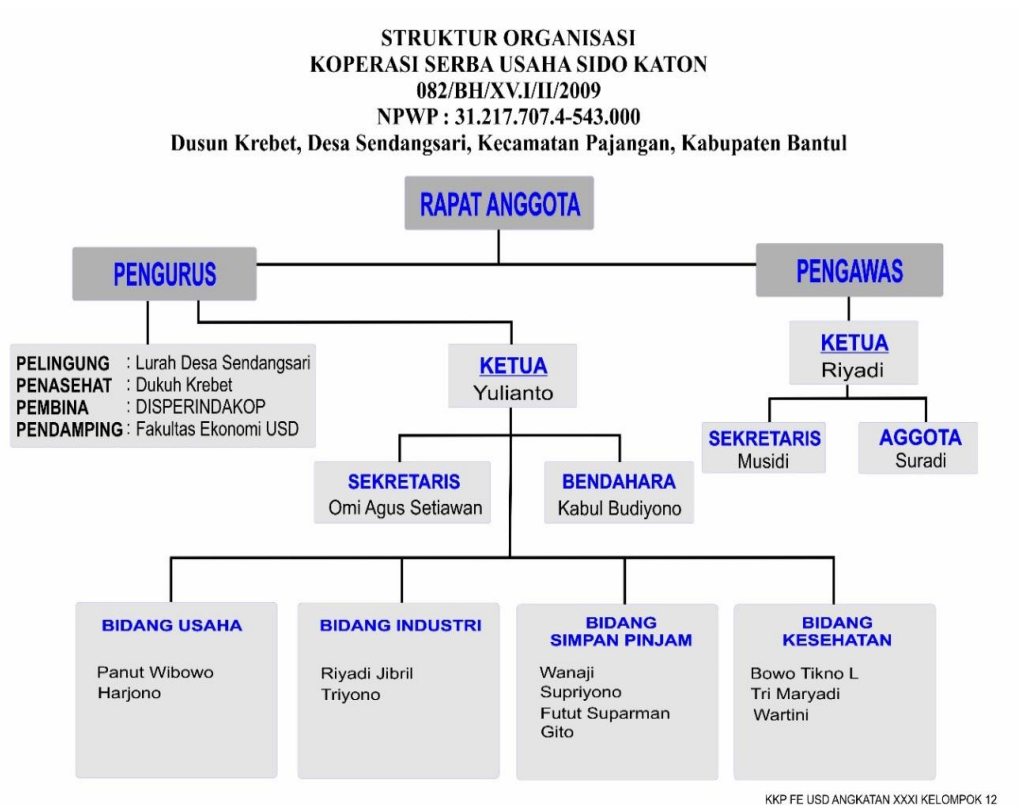 STRUKTUR ORGANISASI
KOPERASI SERBA USAHA SIDO KATON
082/BH/XV.I/II/2009
NPWP : 31.217.707.4-543.000
Dusun Krebet, Desa Sendangsari, Kecamatan Pajangan, Kabupaten Bantul
RAPAT ANGGOTA
PENGURUS
PENGAWAS
PELINGUNG : Lurah Desa Sendangsari
PENASEHAT : Dukuh Krebet
PEMBINA : DISPERINDAKOP
PENDAMPING : Fakultas Ekonomi USD
KETUA
Yulianto
KETUA
Riyadi
SEKRETARIS
Musidi
AGGOTA
Suradi
SEKRETARIS
Omi Agus Setiawan
BENDAHARA
Kabul Budiyono
BIDANG USAHA
Panut Wibowo
Harjono
BIDANG INDUSTRI
Riyadi Jibril
Triyono
BIDANG
SIMPAN PINJAM
Wanaji
Supriyono
Futut Suparman
Gito
BIDANG
KESEHATAN
Bowo Tikno L
Tri Maryadi
Wartini
KKP FE USD ANGKATAN XXXI KELOMPOK 12